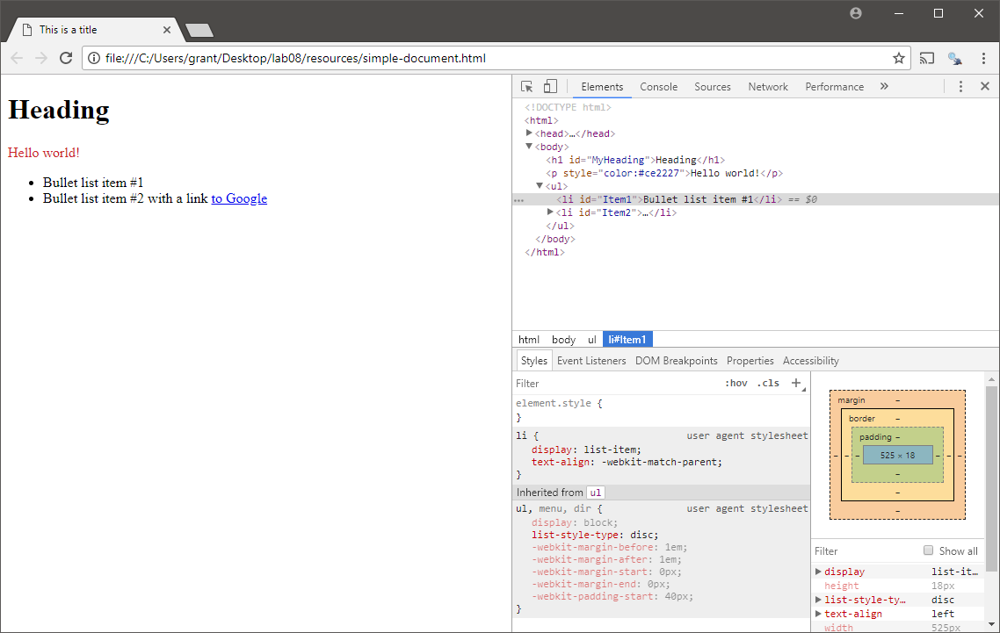 This is a title
file:///C:/Users/grant/Desktop/lab08/resources/simple-document.html
Heading
Hello world!
• Bullet list item #1
• Bullet list item #2 with a link to Google
Elements Console Sources Network Performance »
<!DOCTYPE html>
<html>
▶<head>…</head>
▼<body>
<h1 id="MyHeading">Heading</h1>
<p style="color:#ce2227">Hello world!</p>
▼<ul>
… <li id="Item1">Bullet list item #1</li> == $0
▶<li id="Item2">…</li>
</ul>
</body>
</html>
html body ul li#Item1
Styles Event Listeners DOM Breakpoints Properties Accessibility
Filter :hov .cls +
element.style {
}
li { user agent stylesheet
display: list-item;
text-align: -webkit-match-parent;
}
Inherited from ul
ul, menu, dir { user agent stylesheet
display: block;
list-style-type: disc;
-webkit-margin-before: 1em;
-webkit-margin-after: 1em;
-webkit-margin-start: 0px;
-webkit-margin-end: 0px;
-webkit-padding-start: 40px;
}
margin –
border –
padding –
– – – 525 × 18 – – –
–
–
–
Filter Show all
▶ display list-it…
height 18px
▶ list-style-ty… disc
▶ text-align left
width 525px